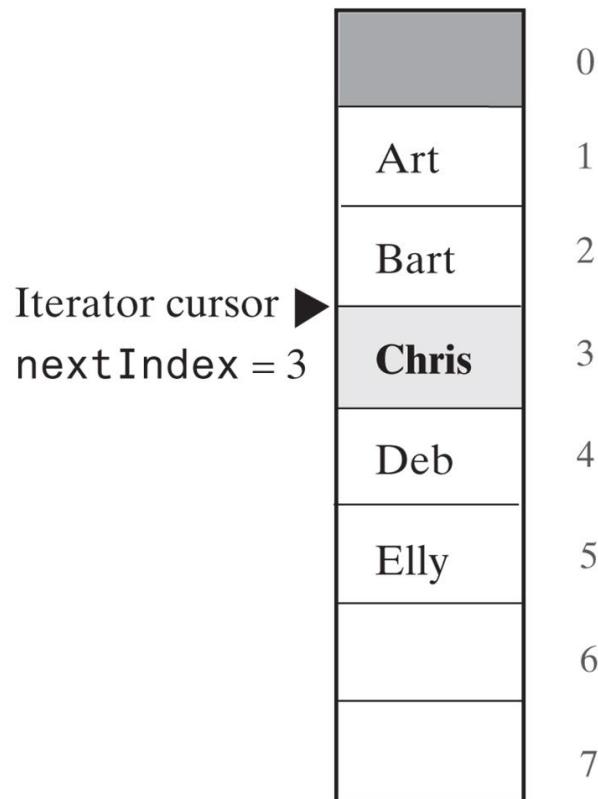 0
Art 1
Bart 2
Iterator cursor
nextIndex = 3
Chris 3
Deb 4
Elly 5
6
7